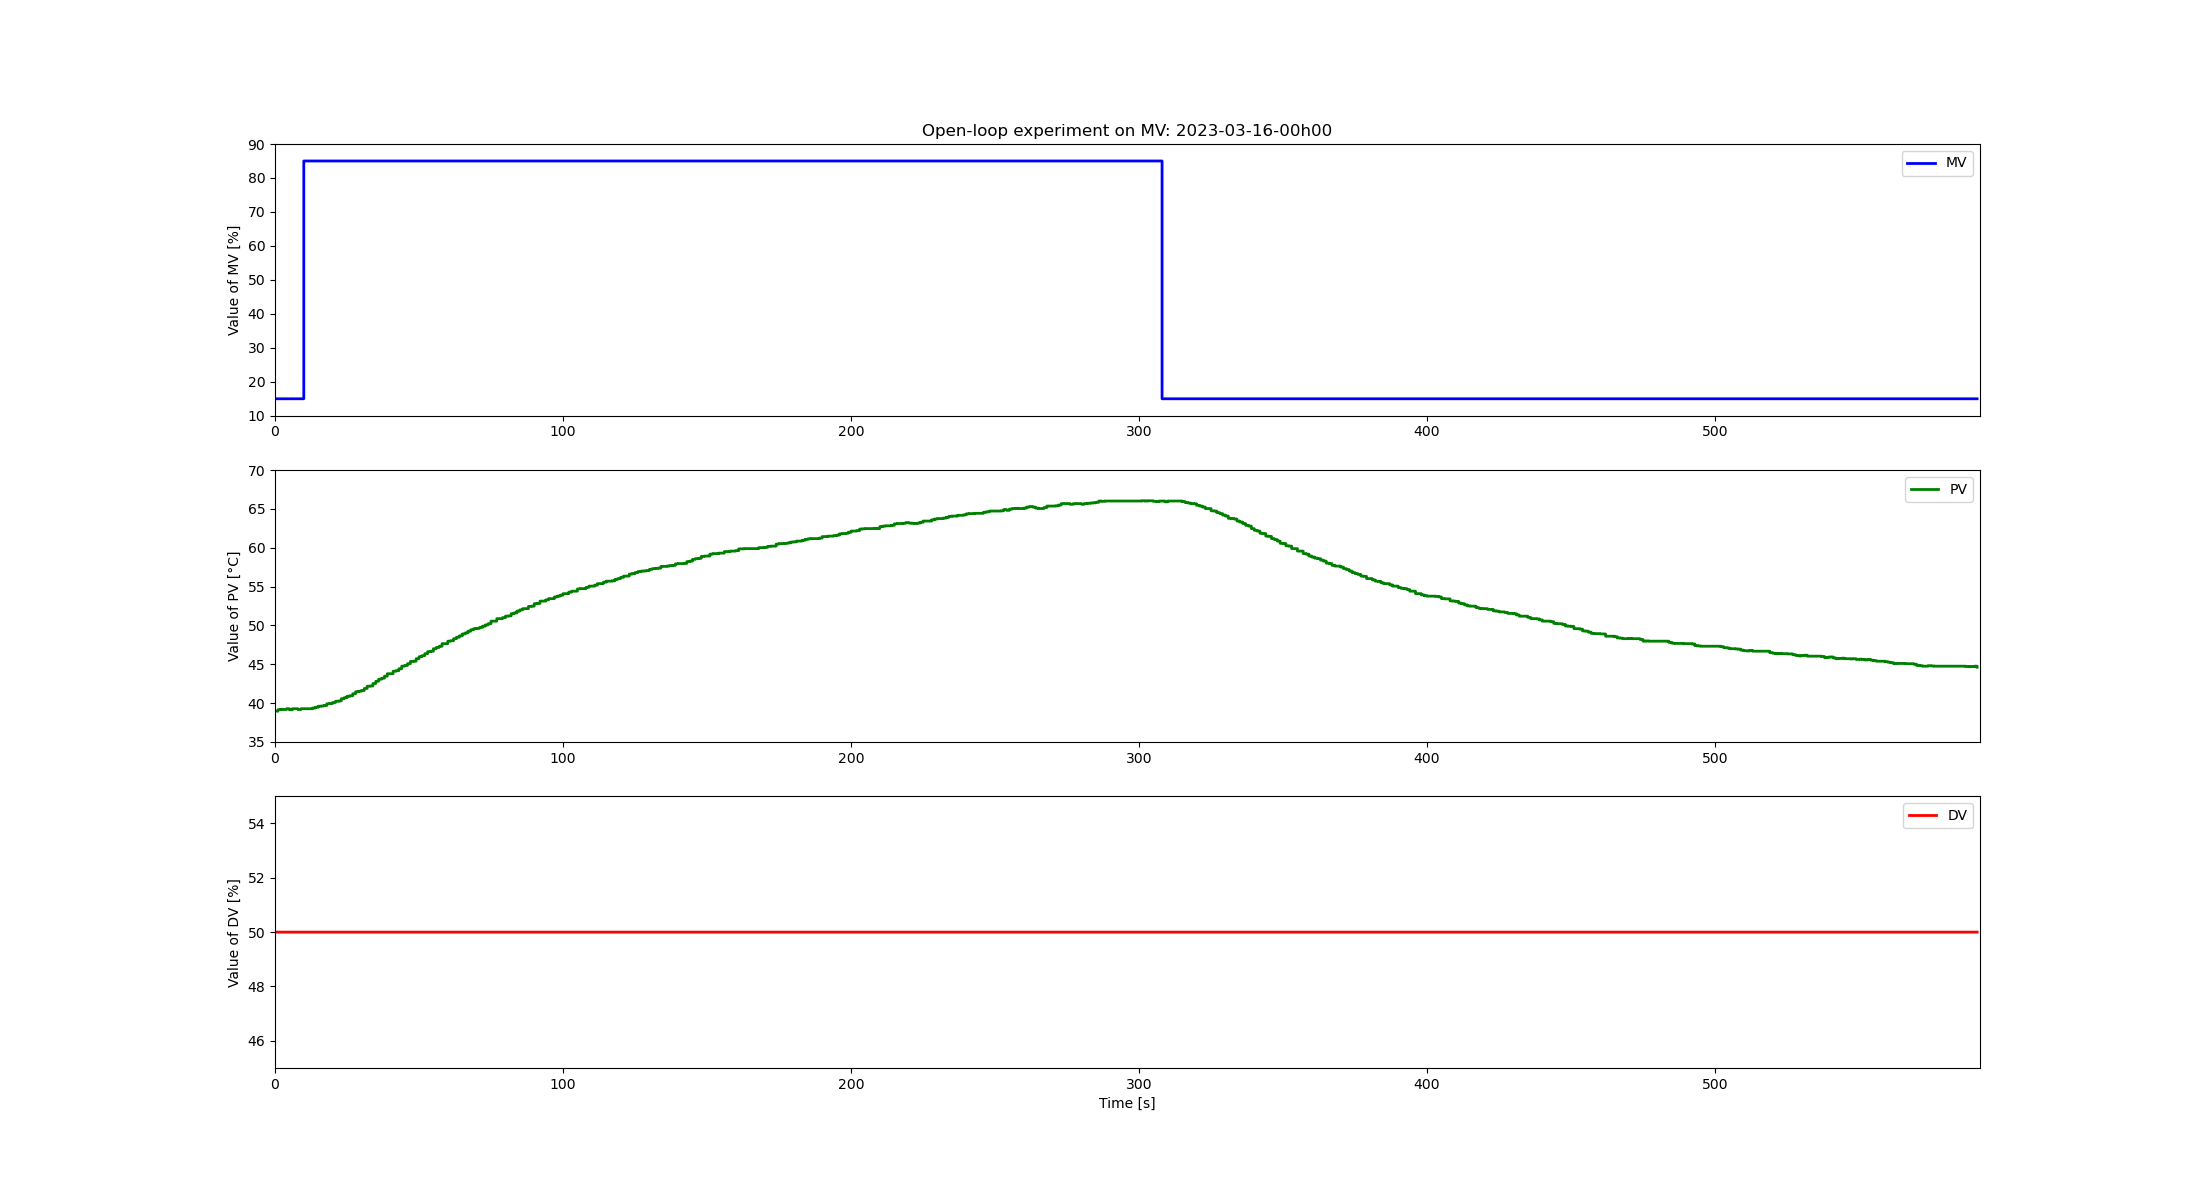 Open-loop experiment on MV: 2023-03-16-00h00
90
80
70
60
50
40
30
20
10
Value of MV [%]
MV
0 100 200 300 400 500
70
65
60
55
50
45
40
35
Value of PV [°C]
PV
0 100 200 300 400 500
54
52
50
48
46
Value of DV [%]
DV
0 100 200 300 400 500
Time [s]